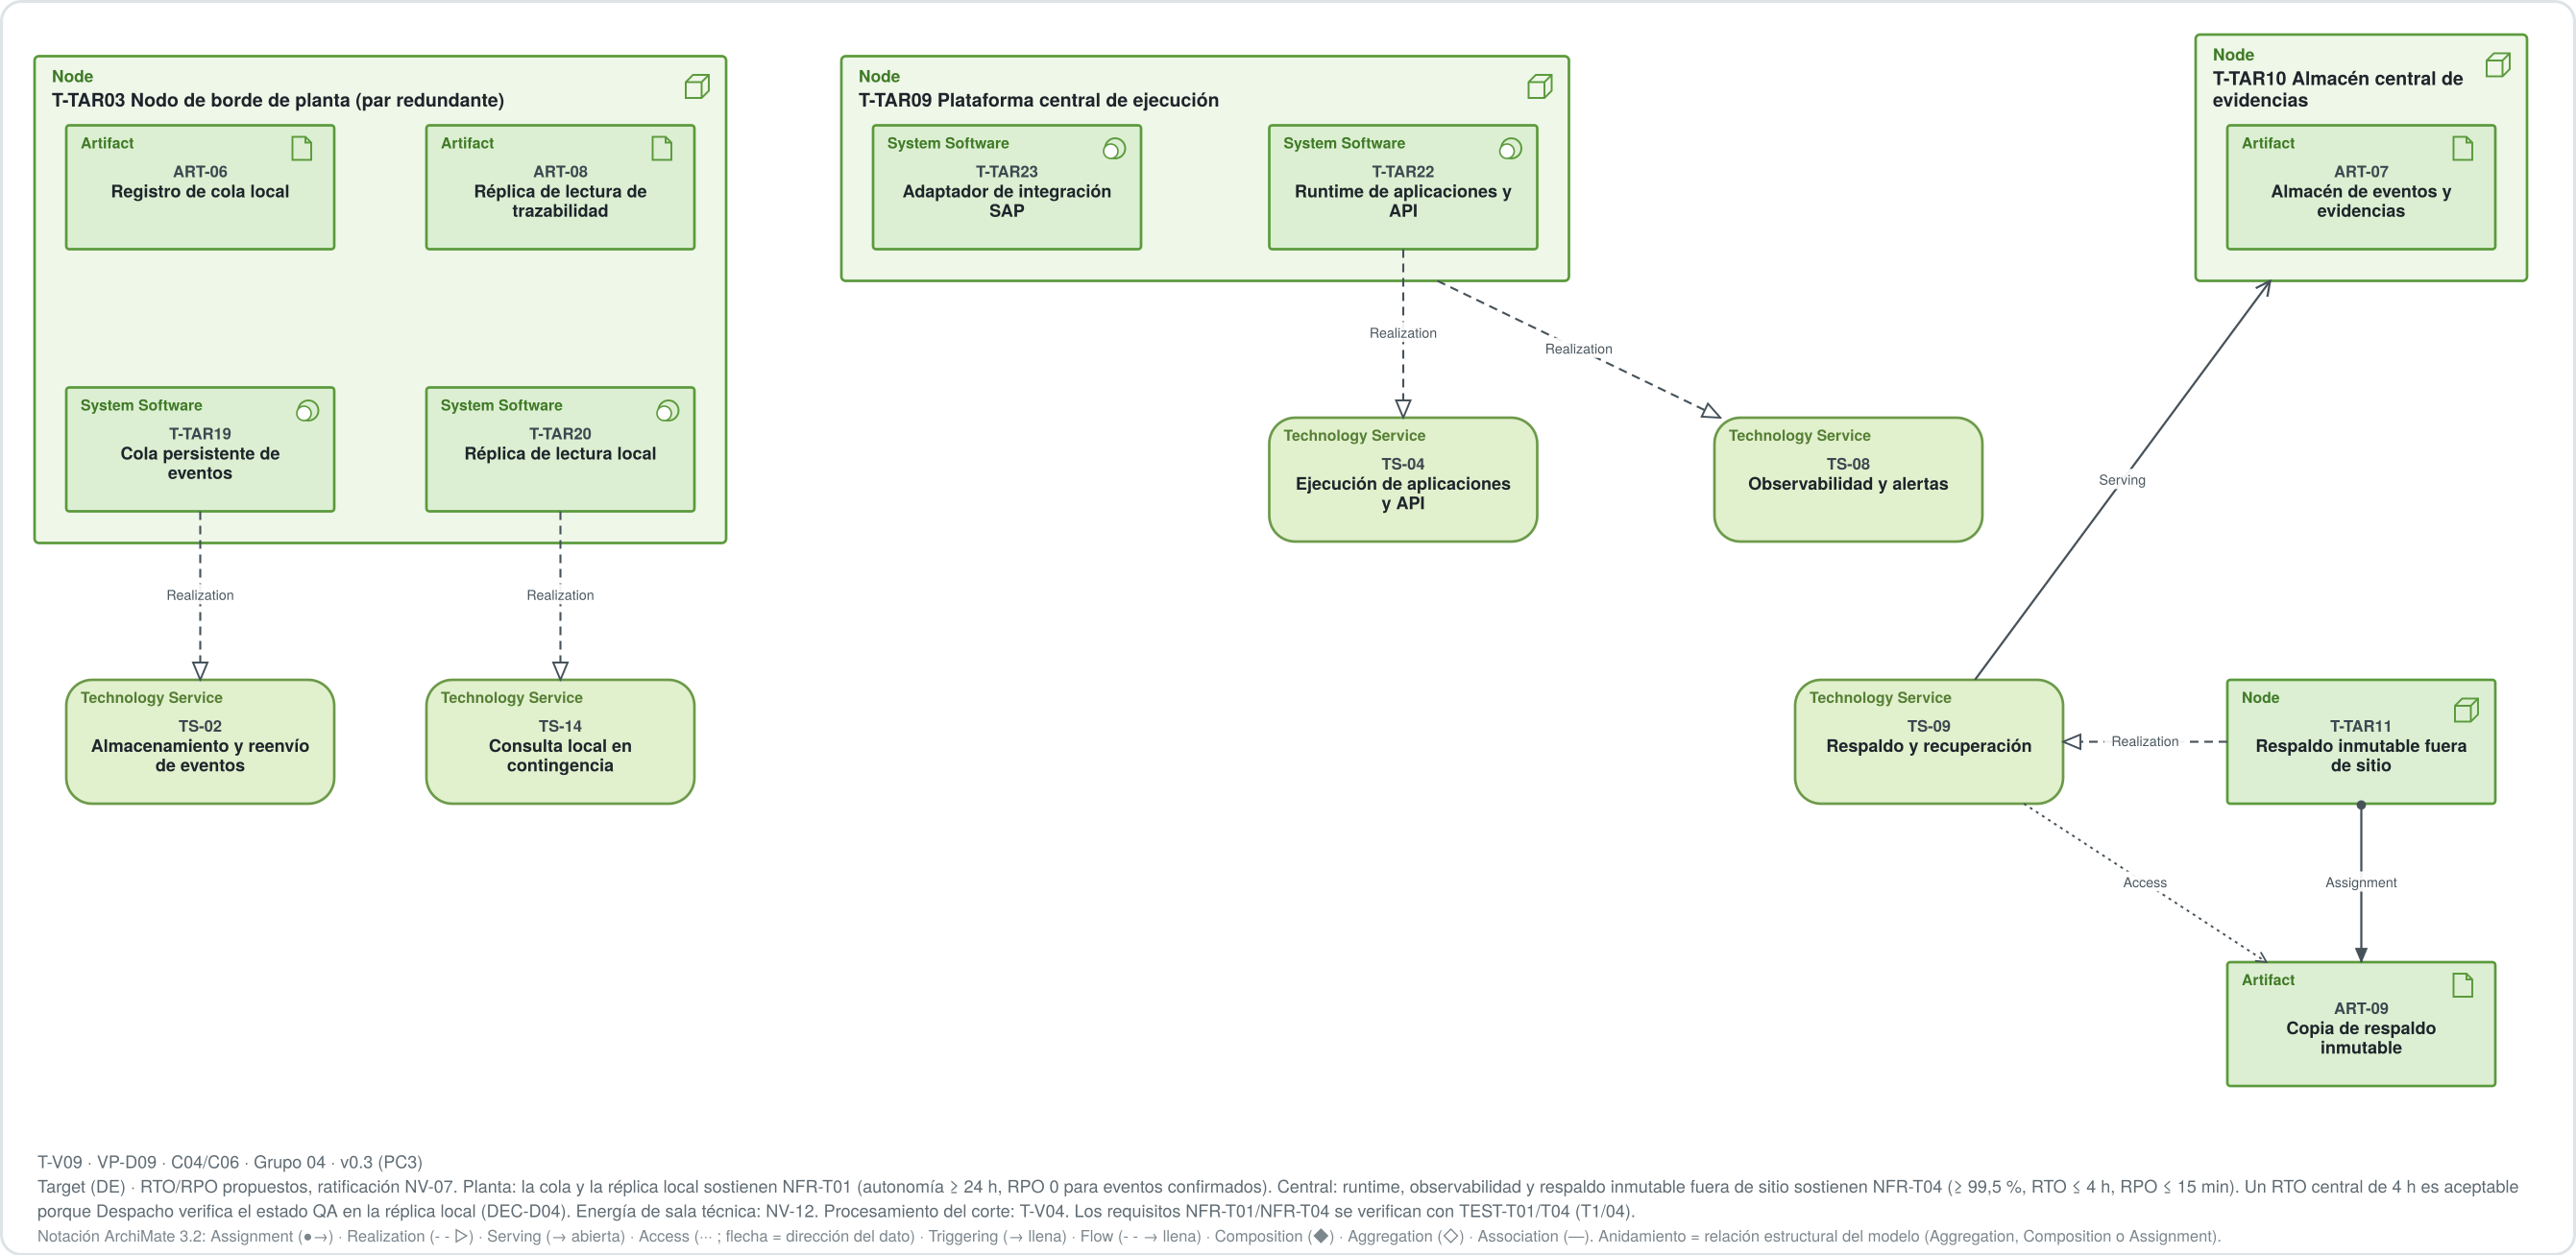 Node
T-TAR03 Nodo de borde de planta (par redundante)
Artifact
ART-06
Registro de cola local
Artifact
ART-08
Réplica de lectura de
trazabilidad
System Software
T-TAR19
Cola persistente de
eventos
System Software
T-TAR20
Réplica de lectura local
Realization
Realization
Technology Service
TS-02
Almacenamiento y reenvío
de eventos
Technology Service
TS-14
Consulta local en
contingencia
Node
T-TAR09 Plataforma central de ejecución
System Software
T-TAR23
Adaptador de integración
SAP
System Software
T-TAR22
Runtime de aplicaciones y
API
Realization
Realization
Technology Service
TS-04
Ejecución de aplicaciones
y API
Technology Service
TS-08
Observabilidad y alertas
Node
T-TAR10 Almacén central de
evidencias
Artifact
ART-07
Almacén de eventos y
evidencias
Serving
Technology Service
TS-09
Respaldo y recuperación
Realization
Node
T-TAR11
Respaldo inmutable fuera
de sitio
Access
Assignment
Artifact
ART-09
Copia de respaldo
inmutable
T-V09 · VP-D09 · C04/C06 · Grupo 04 · v0.3 (PC3)
Target (DE) · RTO/RPO propuestos, ratificación NV-07. Planta: la cola y la réplica local sostienen NFR-T01 (autonomía ≥ 24 h, RPO 0 para eventos confirmados). Central: runtime, observabilidad y respaldo inmutable fuera de sitio sostienen NFR-T04 (≥ 99,5 %, RTO ≤ 4 h, RPO ≤ 15 min). Un RTO central de 4 h es aceptable
porque Despacho verifica el estado QA en la réplica local (DEC-D04). Energía de sala técnica: NV-12. Procesamiento del corte: T-V04. Los requisitos NFR-T01/NFR-T04 se verifican con TEST-T01/T04 (T1/04).
Notación ArchiMate 3.2: Assignment (●→) · Realization (- - ▷) · Serving (→ abierta) · Access (··· ; flecha = dirección del dato) · Triggering (→ llena) · Flow (- - → llena) · Composition (◆) · Aggregation (◇) · Association (—). Anidamiento = relación estructural del modelo (Aggregation, Composition o Assignment).